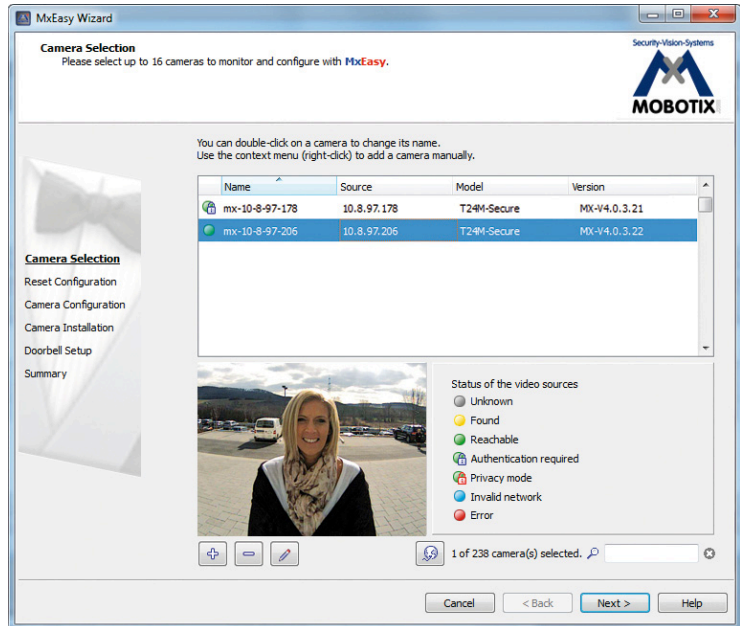 MxEasy Wizard
Camera Selection
Please select up to 16 cameras to monitor and configure with MxEasy.
Security-Vision-Systems
MOBOTIX
You can double-click on a camera to change its name.
Use the context menu (right-click) to add a camera manually.
Name Source Model Version
mx-10-8-97-178 10.8.97.178 T24M-Secure MX-V4.0.3.21
mx-10-8-97-206 10.8.97.206 T24M-Secure MX-V4.0.3.22
Camera Selection
Reset Configuration
Camera Configuration
Camera Installation
Doorbell Setup
Summary
Status of the video sources
Unknown
Found
Reachable
Authentication required
Privacy mode
Invalid network
Error
1 of 238 camera(s) selected.
Cancel < Back Next > Help